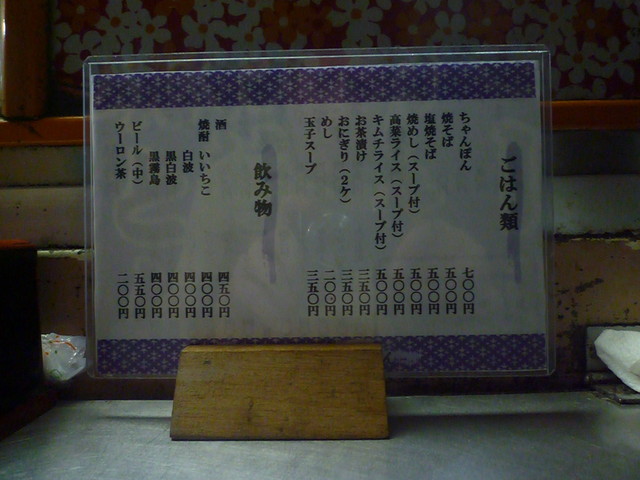 ごはん類
ちゃんぽん 七〇〇円
焼そば 五〇〇円
塩焼そば 五〇〇円
焼めし（スープ付） 五〇〇円
高菜ライス（スープ付） 五〇〇円
キムチライス（スープ付） 五〇〇円
お茶漬け 三五〇円
おにぎり（2ケ） 三五〇円
めし 二〇〇円
玉子スープ 三五〇円
飲み物
酒 四五〇円
焼酎 いいちこ 四〇〇円
白波 四〇〇円
黒白波 四〇〇円
黒霧島 四〇〇円
ビール（中） 五五〇円
ウーロン茶 二〇〇円